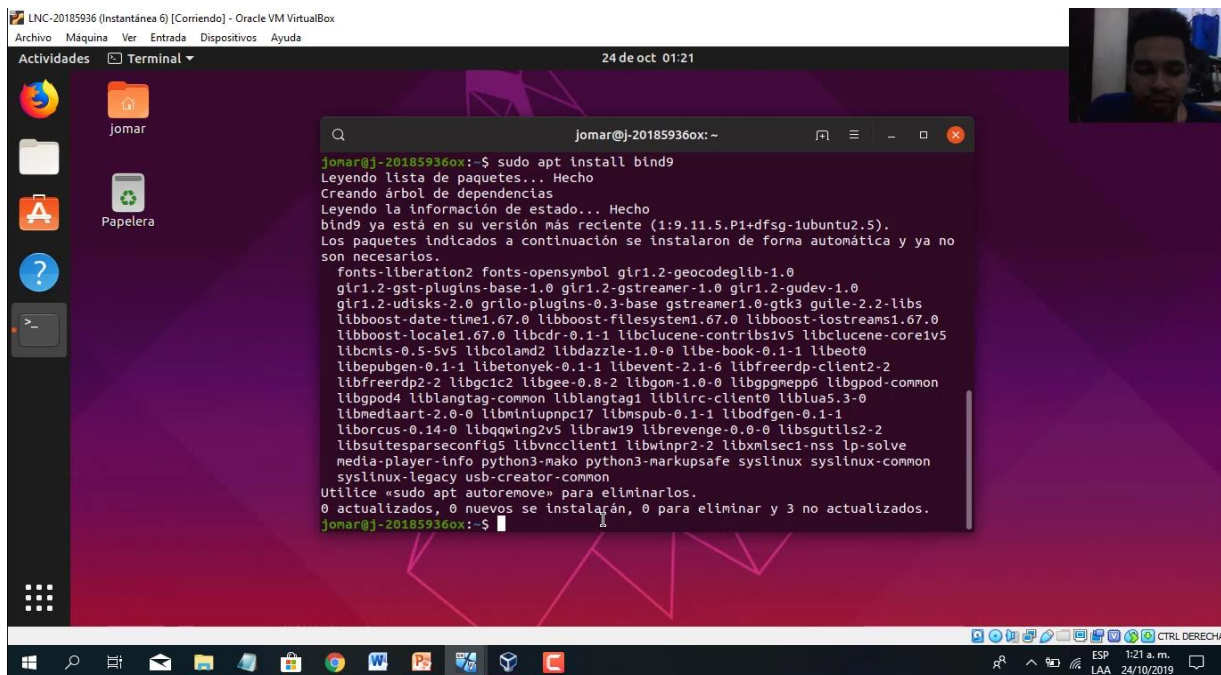 LNC-20185936 (Instantánea 6) [Corriendo] - Oracle VM VirtualBox
Archivo Máquina Ver Entrada Dispositivos Ayuda
Actividades Terminal 24 de oct 01:21
jomar
Papelera
jomar@j-20185936ox: ~
jomar@j-20185936ox:~$ sudo apt install bind9
Leyendo lista de paquetes... Hecho
Creando árbol de dependencias
Leyendo la información de estado... Hecho
bind9 ya está en su versión más reciente (1:9.11.5.P1+dfsg-1ubuntu2.5).
Los paquetes indicados a continuación se instalaron de forma automática y ya no
son necesarios.
fonts-liberation2 fonts-opensymbol gir1.2-geocodeglib-1.0
gir1.2-gst-plugins-base-1.0 gir1.2-gstreamer-1.0 gir1.2-gudev-1.0
gir1.2-udisks-2.0 grilo-plugins-0.3-base gstreamer1.0-gtk3 guile-2.2-libs
libboost-date-time1.67.0 libboost-filesystem1.67.0 libboost-iostreams1.67.0
libboost-locale1.67.0 libcdr-0.1-1 libclucene-contribs1v5 libclucene-core1v5
libcmis-0.5-5v5 libcolamd2 libdazzle-1.0-0 libe-book-0.1-1 libeot0
libepubgen-0.1-1 libetonyek-0.1-1 libevent-2.1-6 libfreerdp-client2-2
libfreerdp2-2 libgc1c2 libgee-0.8-2 libgom-1.0-0 libgpgmepp6 libgpod-common
libgpod4 liblangtag-common liblangtag1 liblirc-client0 liblua5.3-0
libmediaart-2.0-0 libminiupnpc17 libmspub-0.1-1 libodfgen-0.1-1
liborcus-0.14-0 libqqwing2v5 libraw19 librevenge-0.0-0 libsgutils2-2
libsuitesparseconfig5 libvncclient1 libwinpr2-2 libxmlsec1-nss lp-solve
media-player-info python3-mako python3-markupsafe syslinux syslinux-common
syslinux-legacy usb-creator-common
Utilice «sudo apt autoremove» para eliminarlos.
0 actualizados, 0 nuevos se instalarán, 0 para eliminar y 3 no actualizados.
jomar@j-20185936ox:~$
CTRL DERECHA
ESP 1:21 a. m.
LAA 24/10/2019